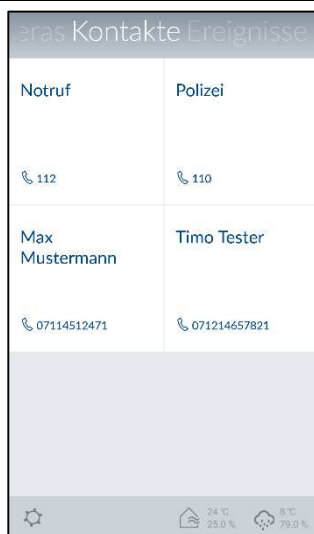 eras Kontakte Ereignisse
Notruf
Polizei
112
110
Max
Mustermann
Timo Tester
07114512471
071214657821
24 °C
25.0 %
8 °C
79.0 %